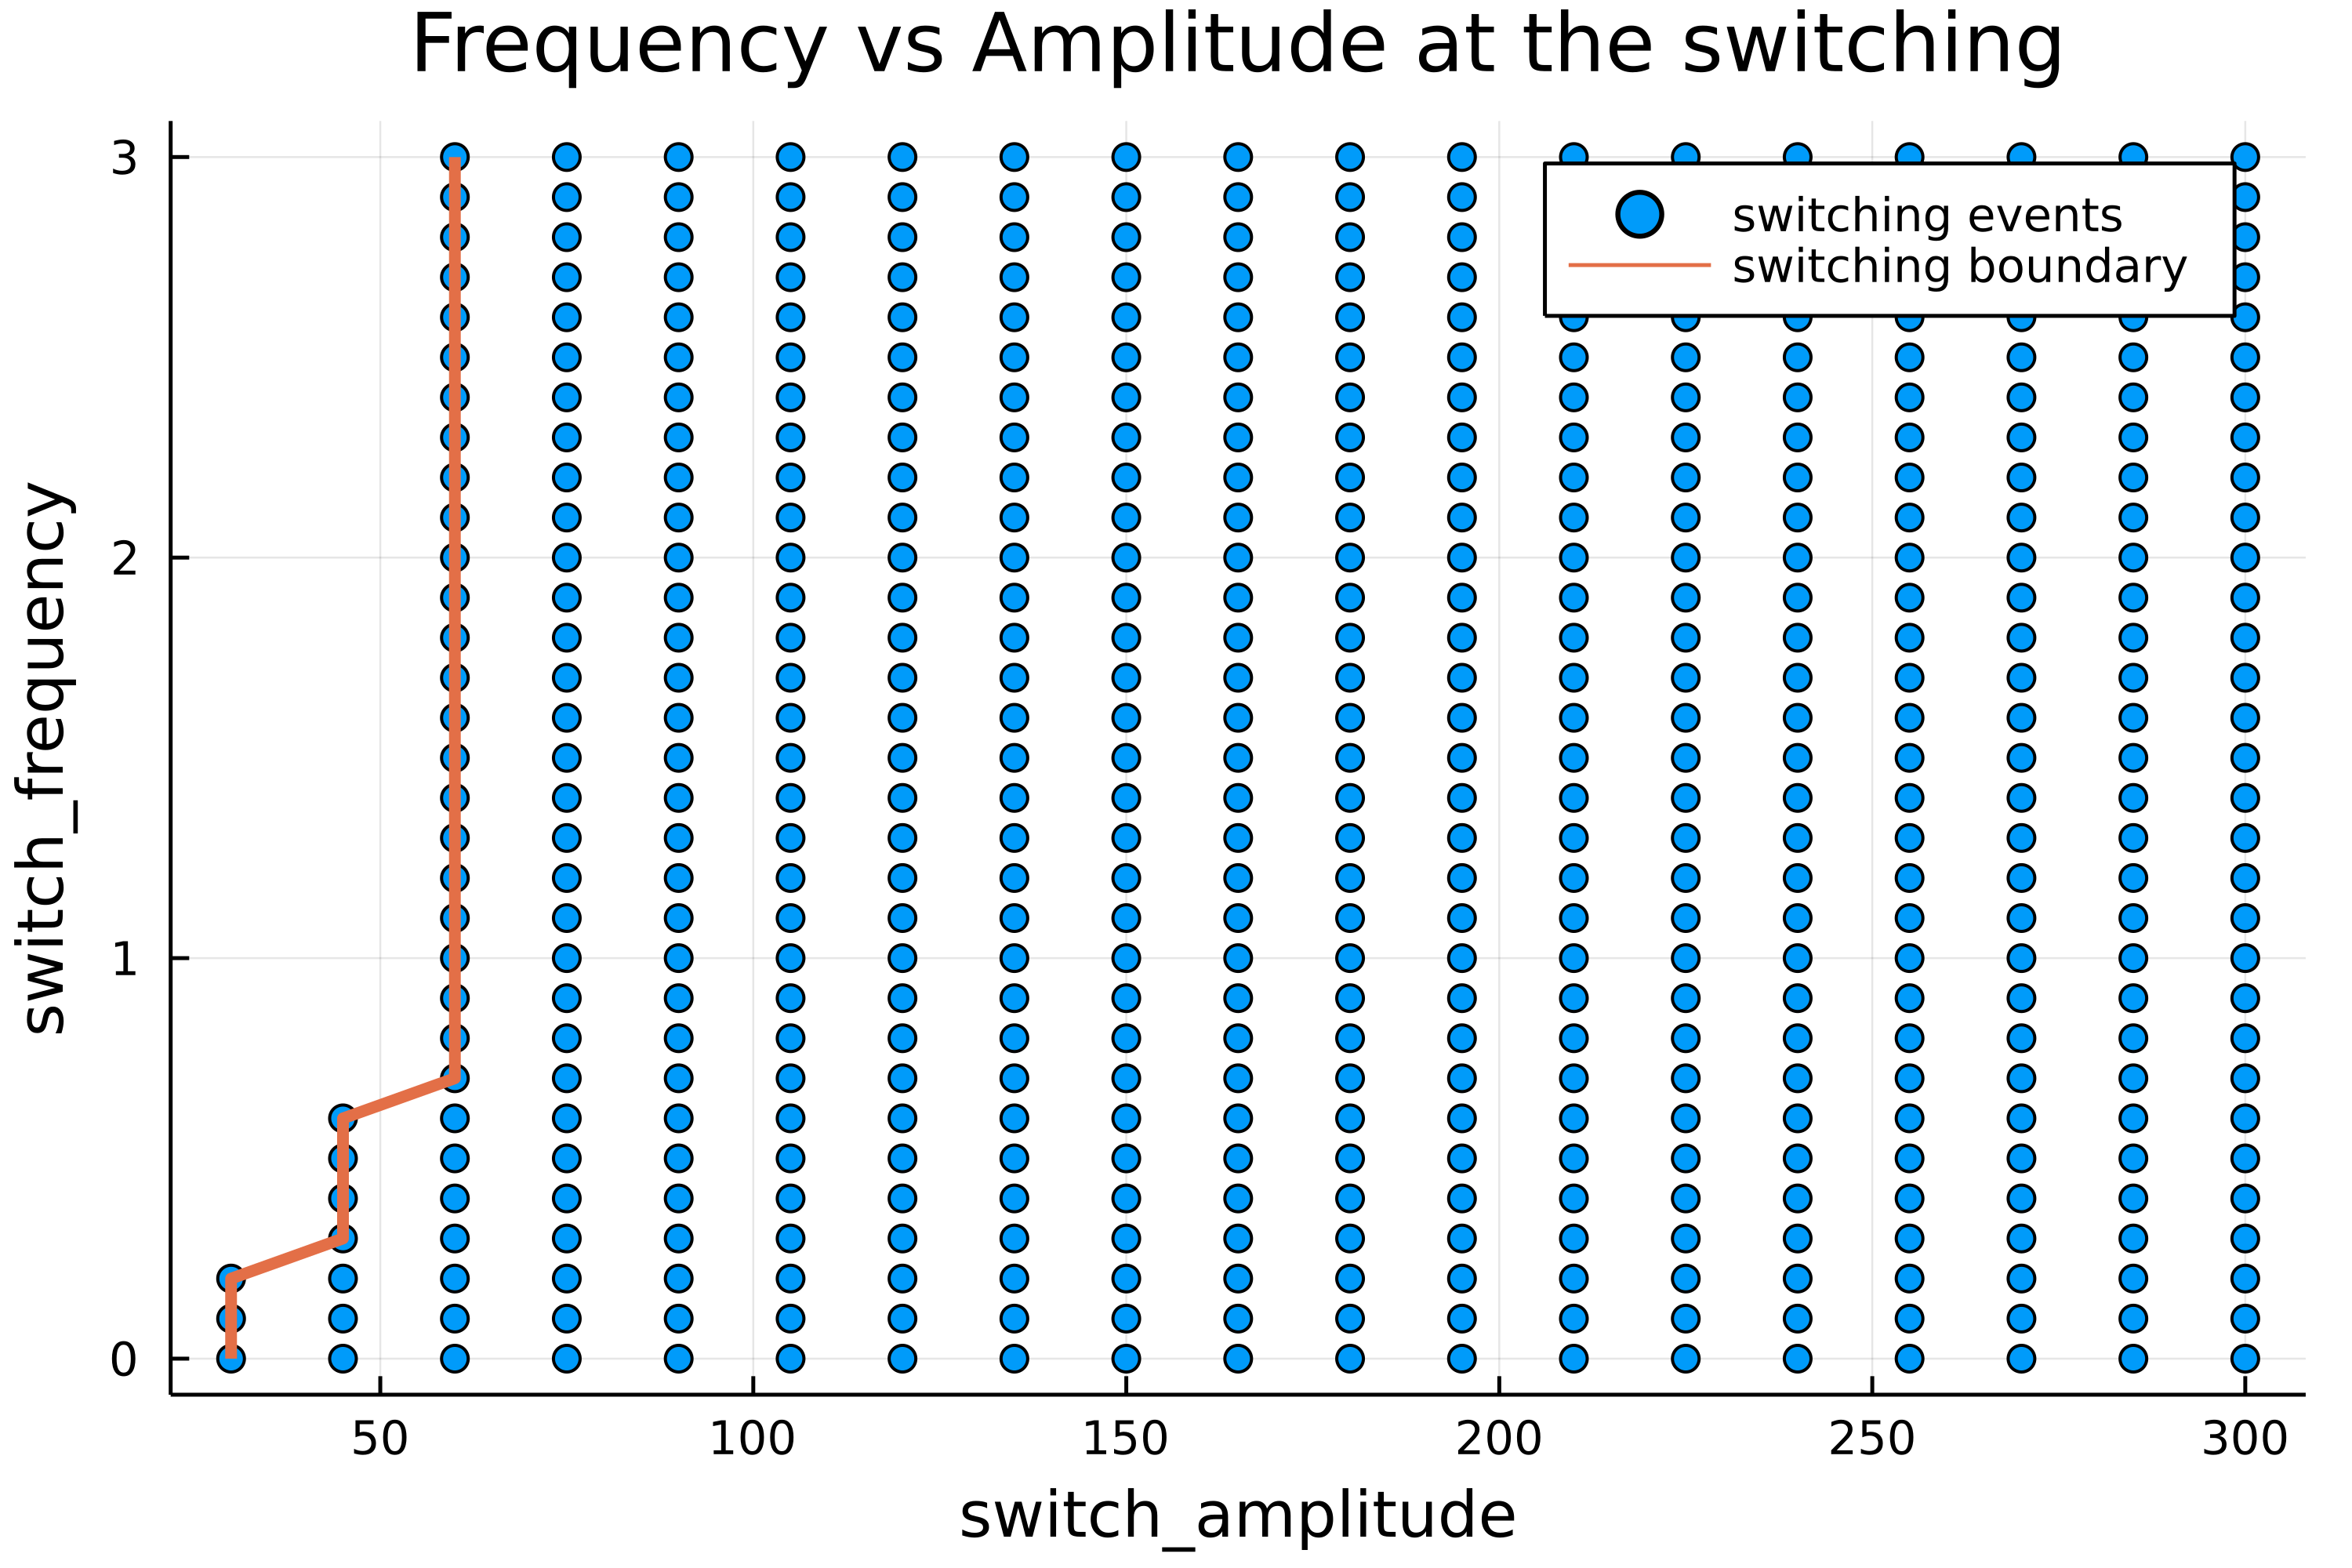 Frequency vs Amplitude at the switching
switching events
switching boundary
switch_frequency
3
2
1
0
50 100 150 200 250 300
switch_amplitude